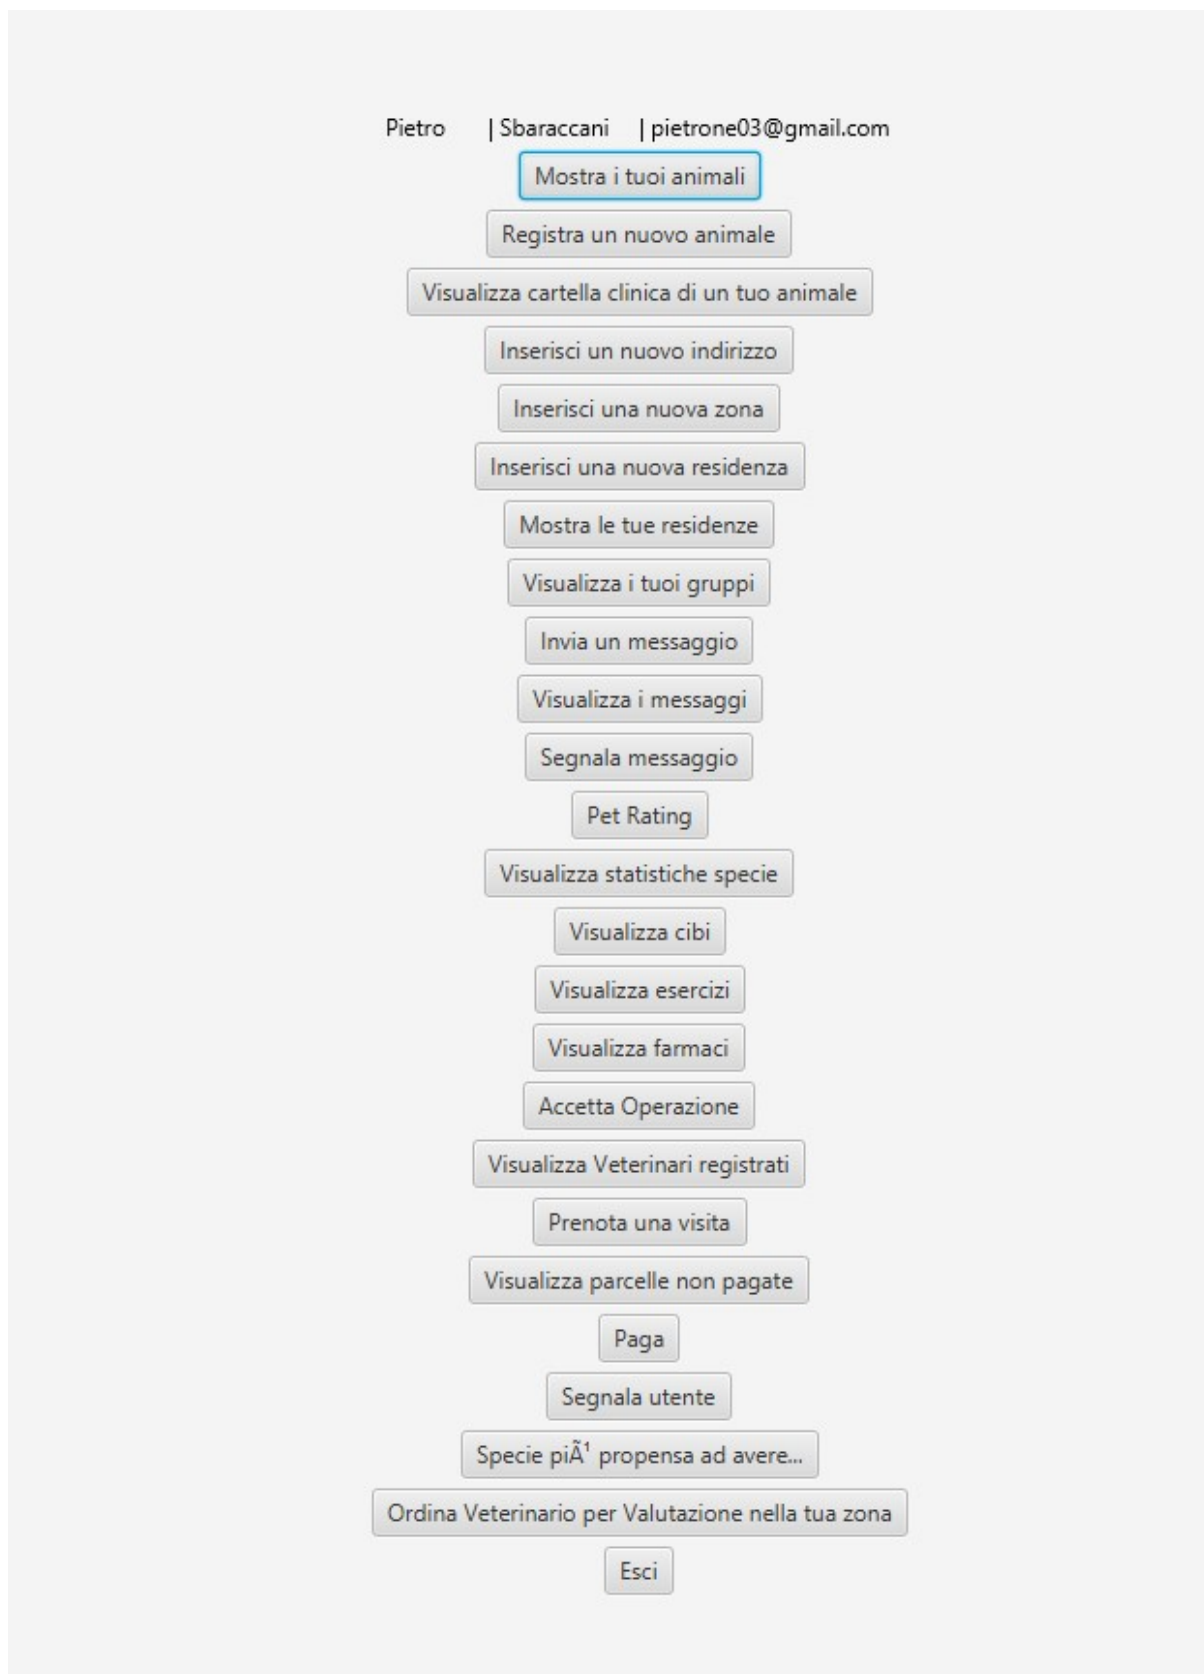 Pietro | Sbaraccani | pietrone03@gmail.com
Mostra i tuoi animali
Registra un nuovo animale
Visualizza cartella clinica di un tuo animale
Inserisci un nuovo indirizzo
Inserisci una nuova zona
Inserisci una nuova residenza
Mostra le tue residenze
Visualizza i tuoi gruppi
Invia un messaggio
Visualizza i messaggi
Segnala messaggio
Pet Rating
Visualizza statistiche specie
Visualizza cibi
Visualizza esercizi
Visualizza farmaci
Accetta Operazione
Visualizza Veterinari registrati
Prenota una visita
Visualizza parcelle non pagate
Paga
Segnala utente
Specie piÃ¹ propensa ad avere...
Ordina Veterinario per Valutazione nella tua zona
Esci